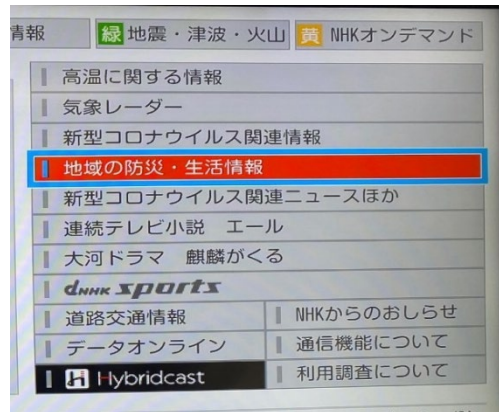 情報 緑 地震・津波・火山 黄 NHKオンデマンド
高温に関する情報
気象レーダー
新型コロナウイルス関連情報
地域の防災・生活情報
新型コロナウイルス関連ニュースほか
連続テレビ小説 エール
大河ドラマ 麒麟がくる
dNHK sports
道路交通情報 NHKからのおしらせ
データオンライン 通信機能について
H Hybridcast 利用調査について